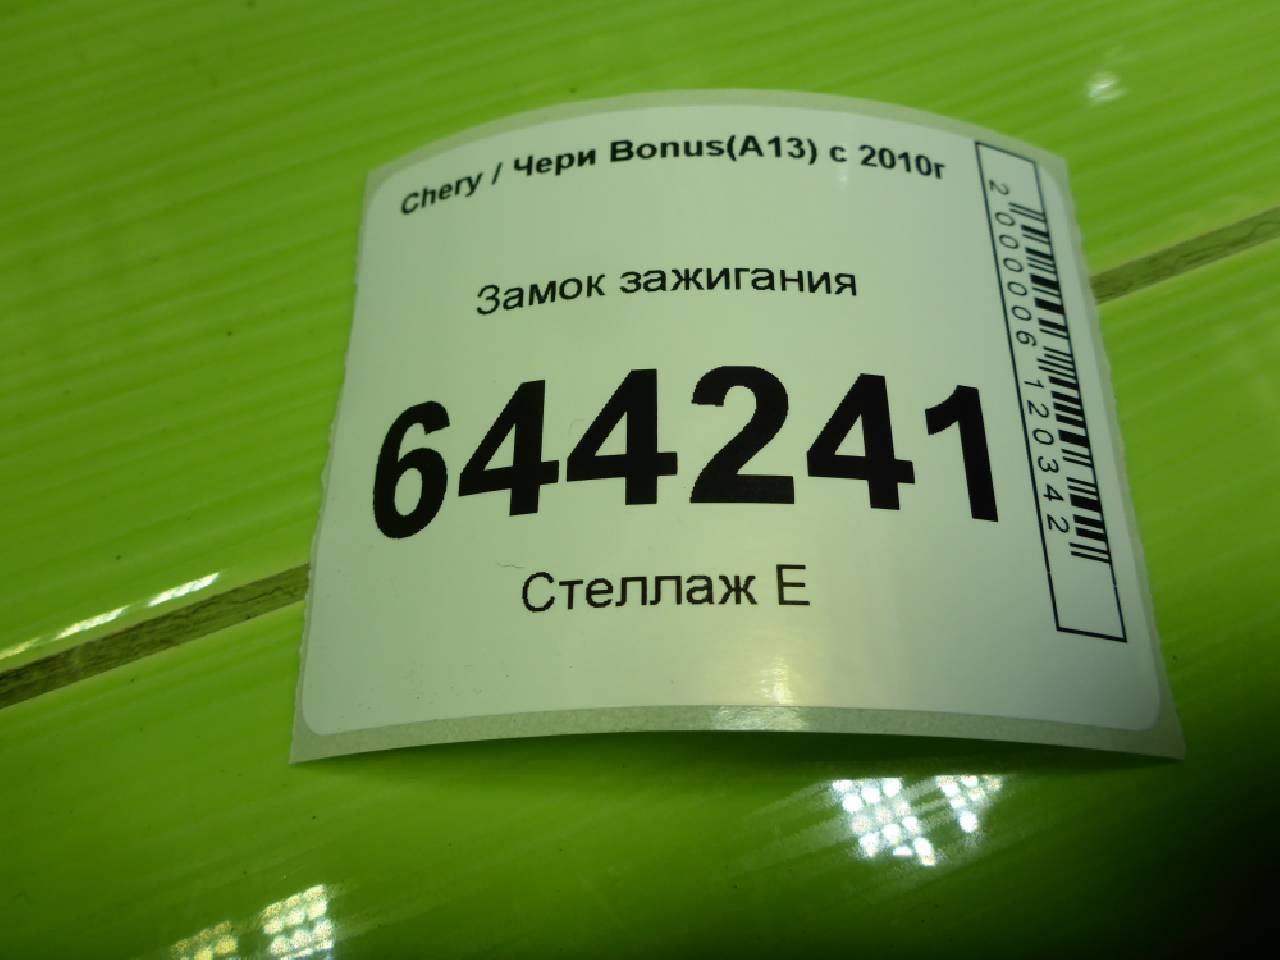 Chery / Чери Bonus(A13) с 2010г
Замок зажигания
644241
Стеллаж Е
2000006120342